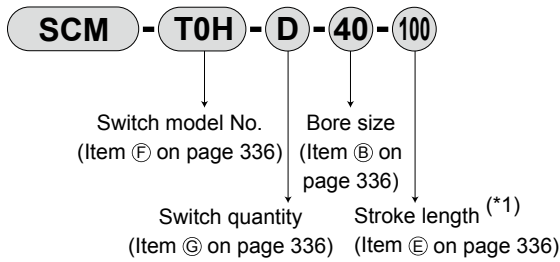 SCM - T0H - D - 40 - 100
Switch model No.
(Item Ⓕ on page 336)
Bore size
(Item Ⓑ on
page 336)
Switch quantity
(Item Ⓖ on page 336)
Stroke length (*1)
(Item Ⓔ on page 336)